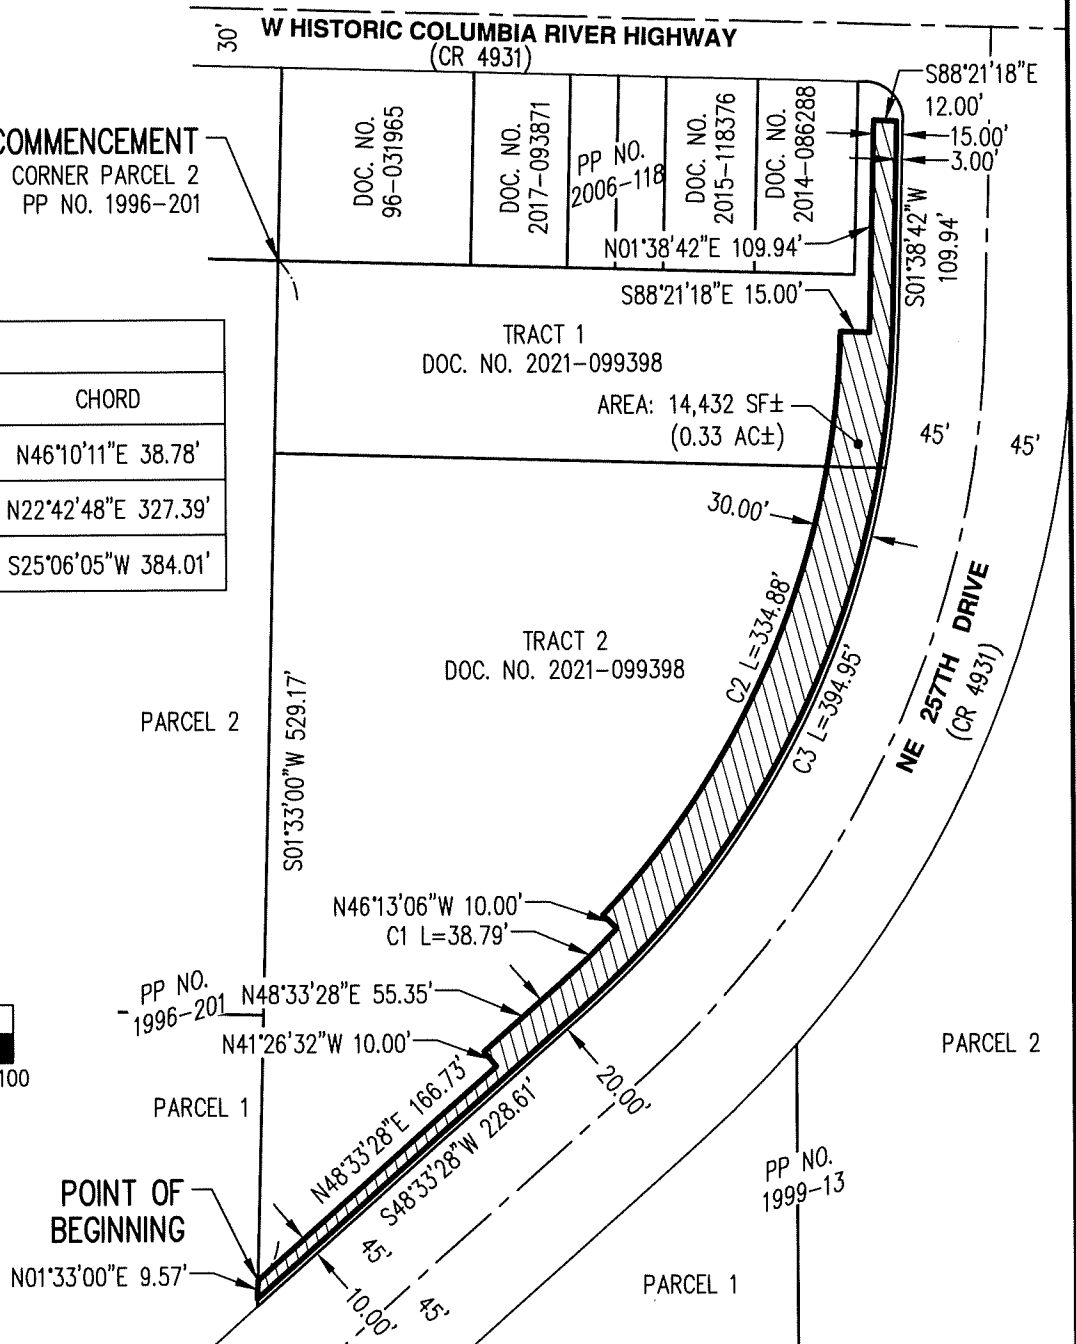 W HISTORIC COLUMBIA RIVER HIGHWAY
(CR 4931)
30'
S88°21'18"E
12.00'
15.00'
3.00'
COMMENCEMENT
CORNER PARCEL 2
PP NO. 1996-201
DOC. NO.
96-031965
DOC. NO.
2017-093871
PP NO.
2006-118
DOC. NO.
2015-118376
DOC. NO.
2014-086288
N01°38'42"E 109.94'
S01°38'42"W
109.94'
S88°21'18"E 15.00'
TRACT 1
DOC. NO. 2021-099398
CHORD
N46°10'11"E 38.78'
N22°42'48"E 327.39'
S25°06'05"W 384.01'
AREA: 14,432 SF±
(0.33 AC±)
45'
45'
30.00'
TRACT 2
DOC. NO. 2021-099398
C2 L=334.88'
C3 L=394.95'
NE 257TH DRIVE
(CR 4931)
PARCEL 2
S01°33'00"W 529.17'
N46°13'06"W 10.00'
C1 L=38.79'
PP NO.
1996-201
N48°33'28"E 55.35'
N41°26'32"W 10.00'
PARCEL 2
100
PARCEL 1
N48°33'28"E 166.73'
S48°33'28"W 228.61'
20.00'
PP NO.
1999-13
POINT OF
BEGINNING
N01°33'00"E 9.57'
45'
10.00'
45'
PARCEL 1